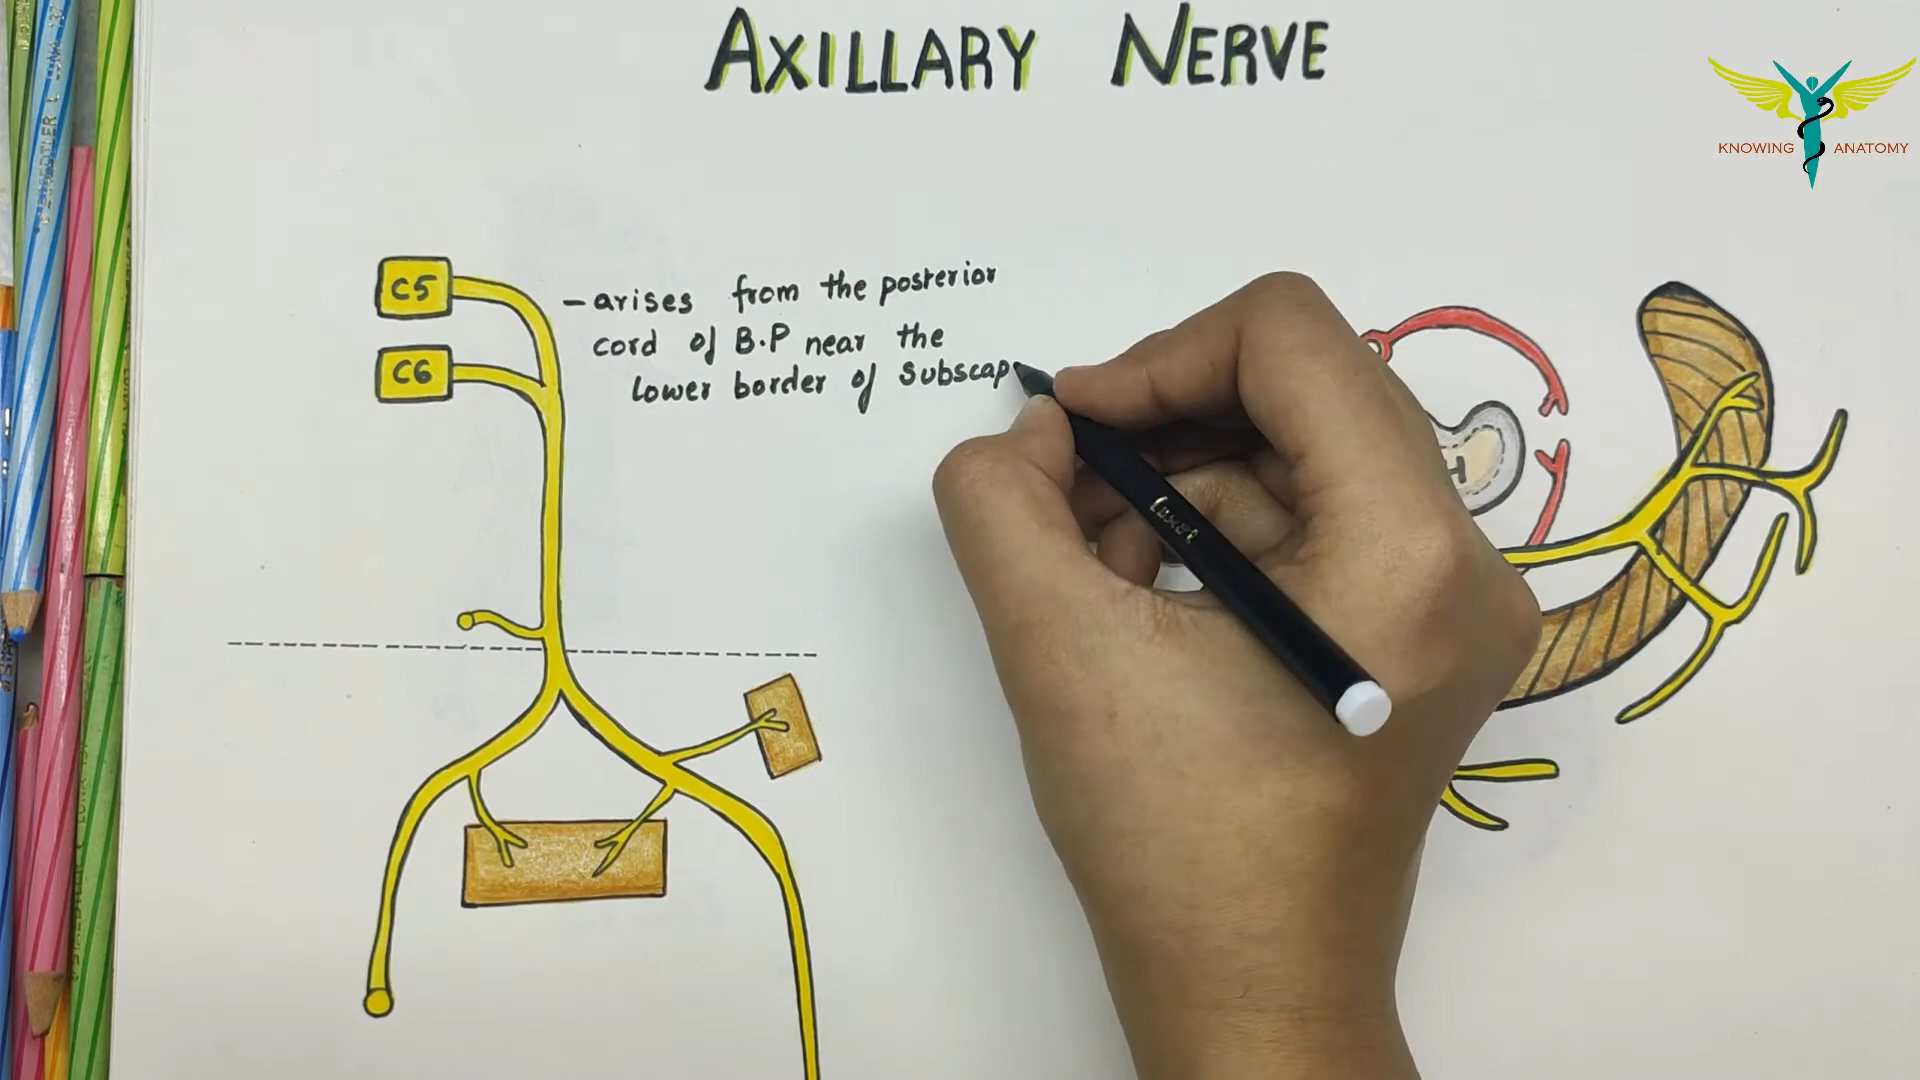 AXILLARY NERVE
KNOWING ANATOMY
C5
- arises from the posterior
cord of B.P near the
C6
lower border of subscap
H